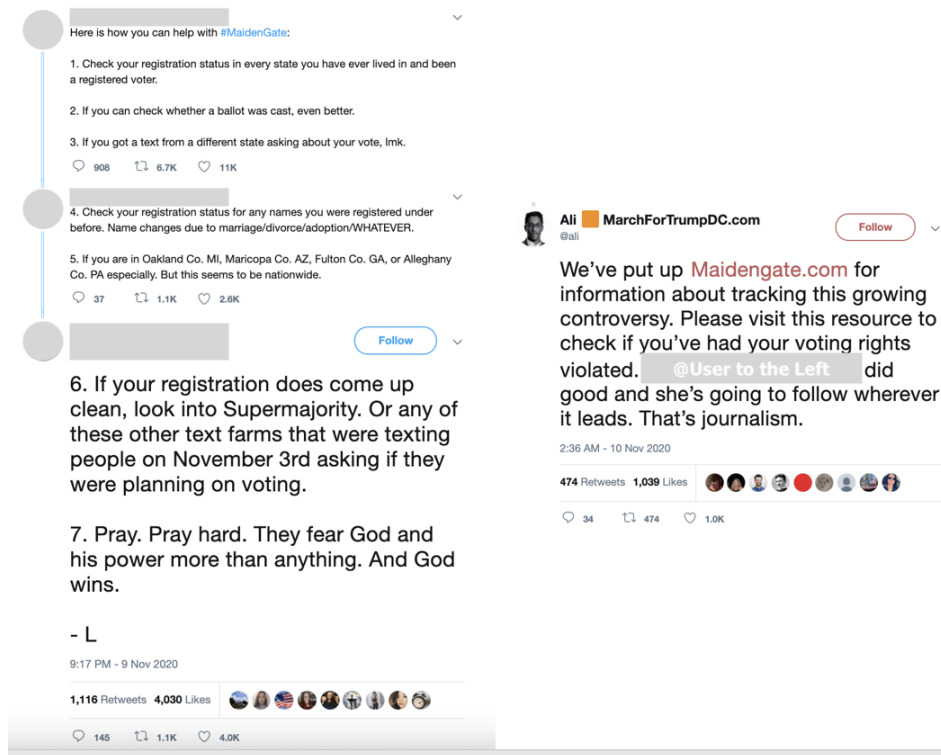 Here is how you can help with #MaidenGate:
1. Check your registration status in every state you have ever lived in and been
a registered voter.
2. If you can check whether a ballot was cast, even better.
3. If you got a text from a different state asking about your vote, lmk.
908 6.7K 11K
4. Check your registration status for any names you were registered under
before. Name changes due to marriage/divorce/adoption/WHATEVER.
5. If you are in Oakland Co. MI, Maricopa Co. AZ, Fulton Co. GA, or Alleghany
Co. PA especially. But this seems to be nationwide.
37 1.1K 2.6K
Follow
6. If your registration does come up
clean, look into Supermajority. Or any of
these other text farms that were texting
people on November 3rd asking if they
were planning on voting.
7. Pray. Pray hard. They fear God and
his power more than anything. And God
wins.
- L
9:17 PM - 9 Nov 2020
1,116 Retweets 4,030 Likes
145 1.1K 4.0K
Ali MarchForTrumpDC.com
@ali
Follow
We've put up Maidengate.com for
information about tracking this growing
controversy. Please visit this resource to
check if you've had your voting rights
violated. @User to the Left did
good and she's going to follow wherever
it leads. That's journalism.
2:36 AM - 10 Nov 2020
474 Retweets 1,039 Likes
34 474 1.0K